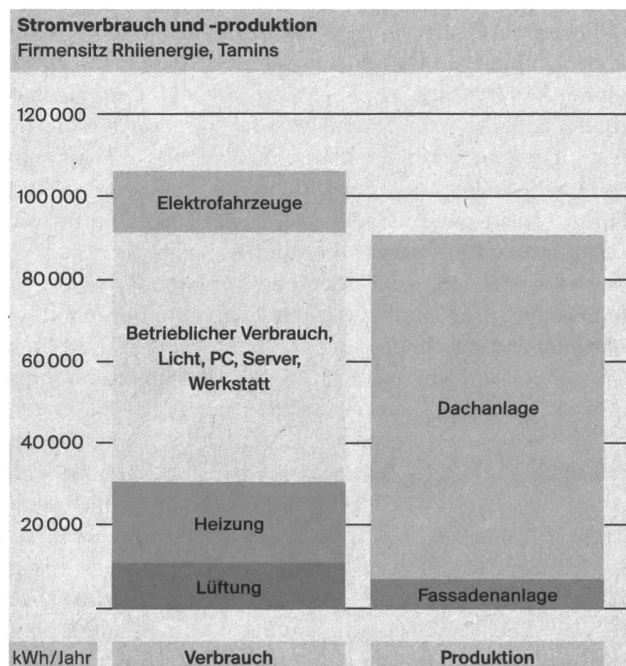 Stromverbrauch und -produktion
Firmensitz Rhiienergie, Tamins
120 000
100 000
Elektrofahrzeuge
80 000
Betrieblicher Verbrauch,
Licht, PC, Server,
Werkstatt
60 000
Dachanlage
40 000
20 000
Heizung
Lüftung
Fassadenanlage
kWh/Jahr
Verbrauch
Produktion